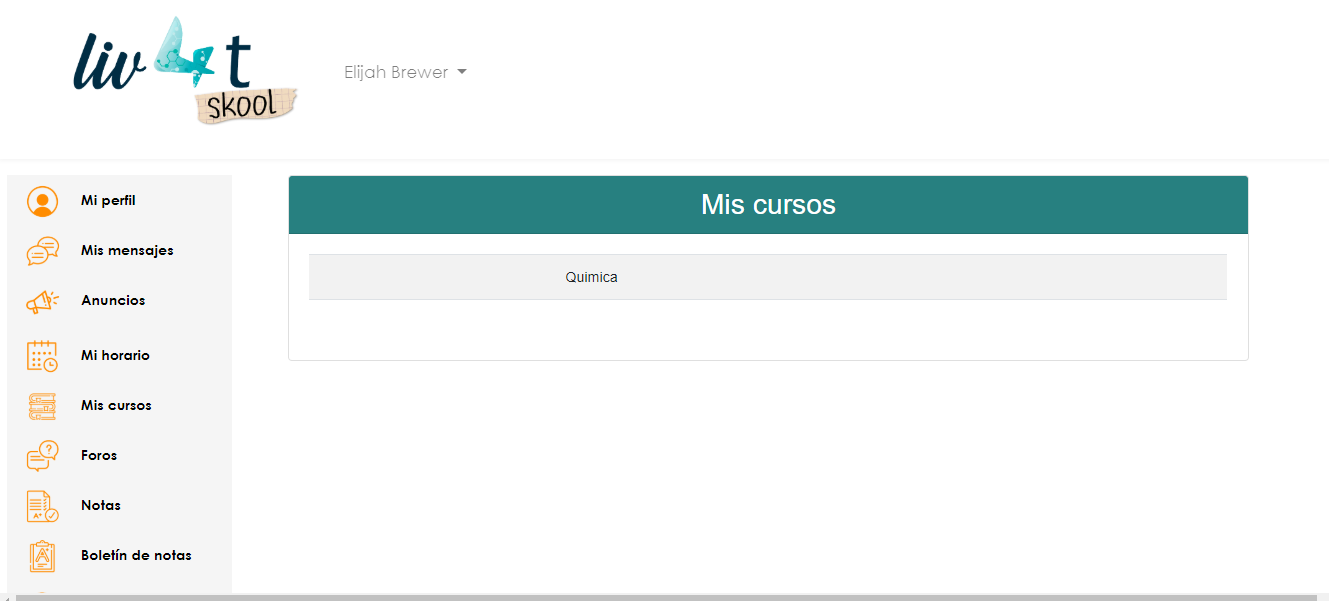 liv4t
skool
Elijah Brewer
Mi perfil
Mis mensajes
Anuncios
Mi horario
Mis cursos
Foros
Notas
Boletín de notas
Mis cursos
Quimica